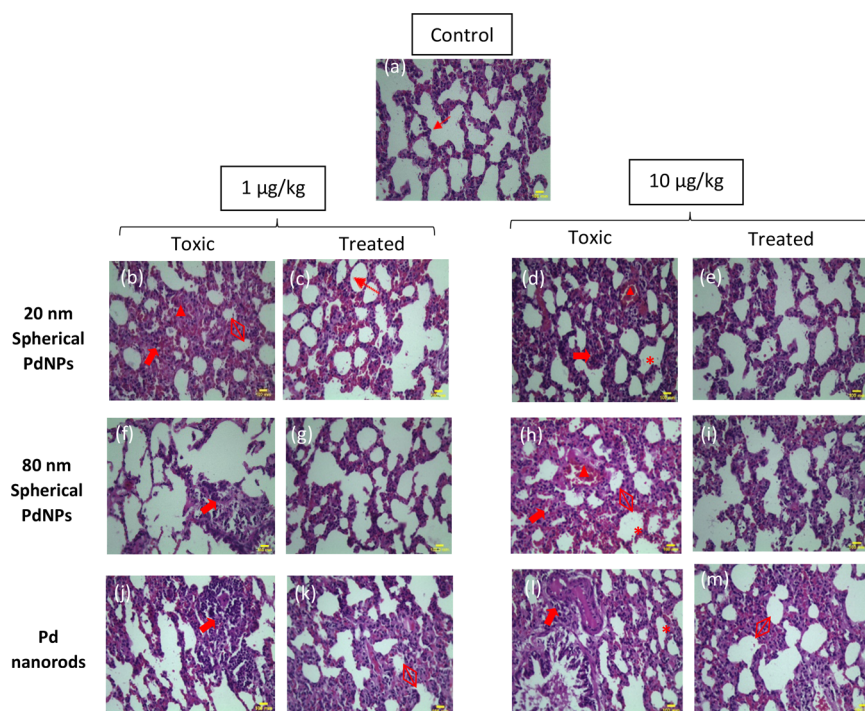 Control
(a)
1 µg/kg
10 µg/kg
Toxic
Treated
Toxic
Treated
20 nm
Spherical
PdNPs
(b)
(c)
(d)
(e)
80 nm
Spherical
PdNPs
(f)
(g)
(h)
(i)
Pd
nanorods
(j)
(k)
(l)
(m)